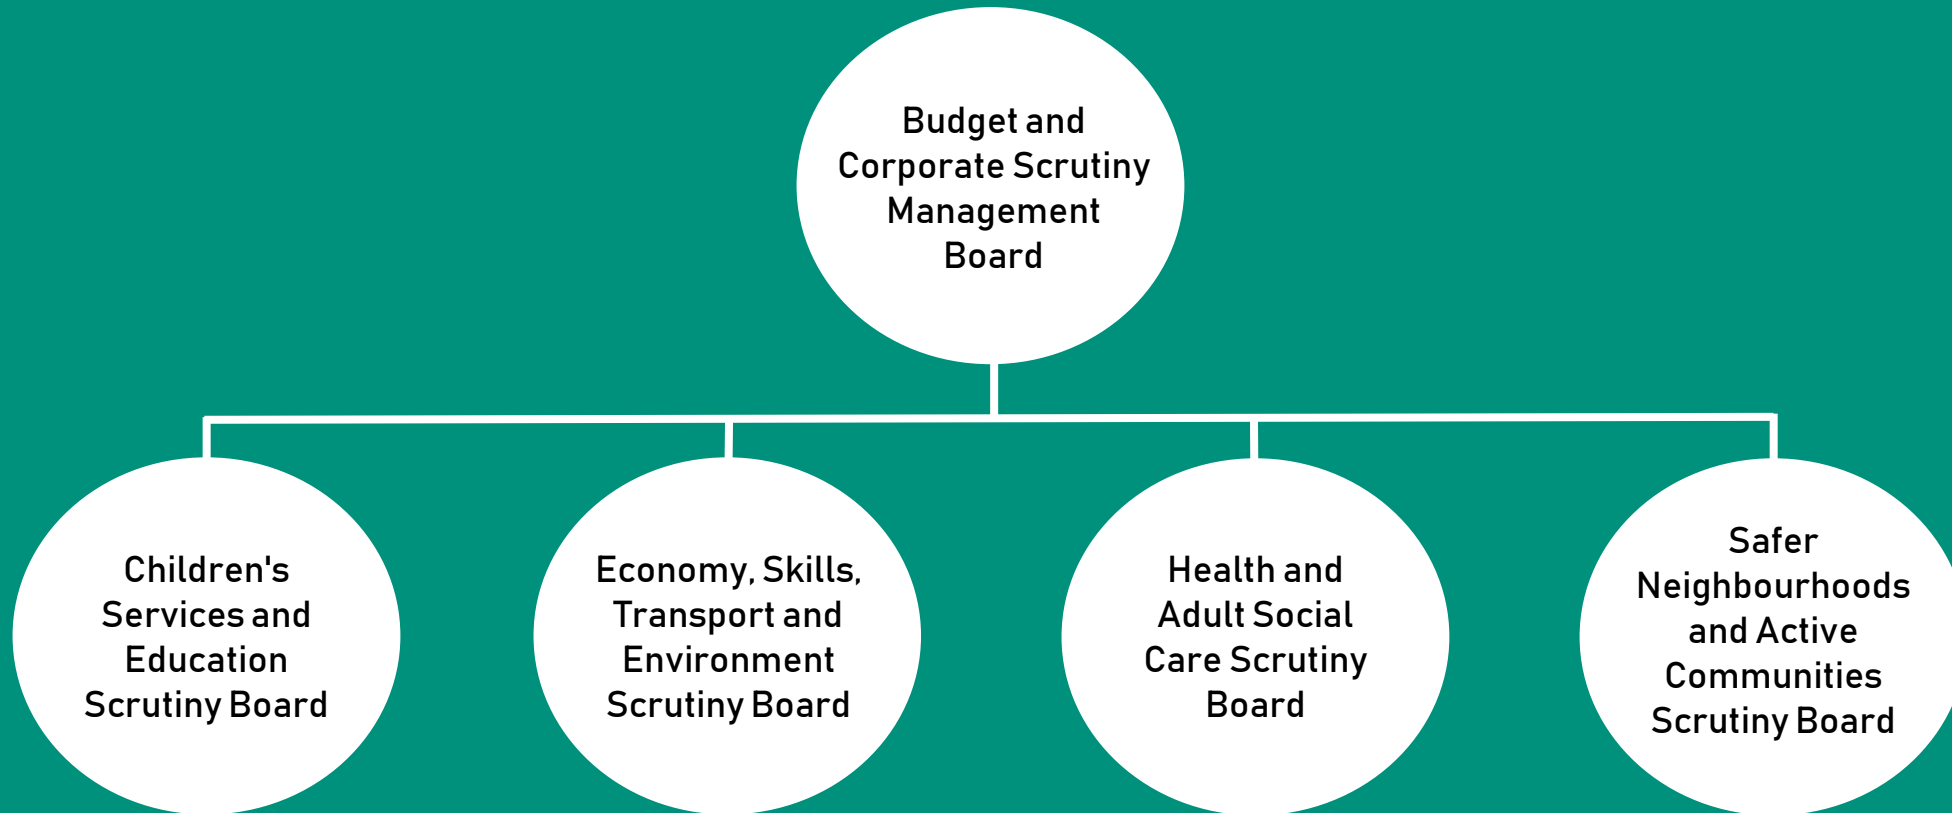 Budget and
Corporate Scrutiny
Management
Board
Children's
Services and
Education
Scrutiny Board
Economy, Skills,
Transport and
Environment
Scrutiny Board
Health and
Adult Social
Care Scrutiny
Board
Safer
Neighbourhoods
and Active
Communities
Scrutiny Board